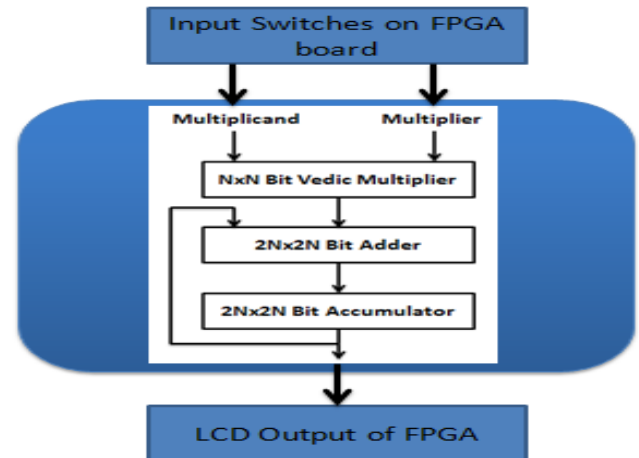 Input Switches on FPGA
board
Multiplicand Multiplier
NxN Bit Vedic Multiplier
2Nx2N Bit Adder
2Nx2N Bit Accumulator
LCD Output of FPGA